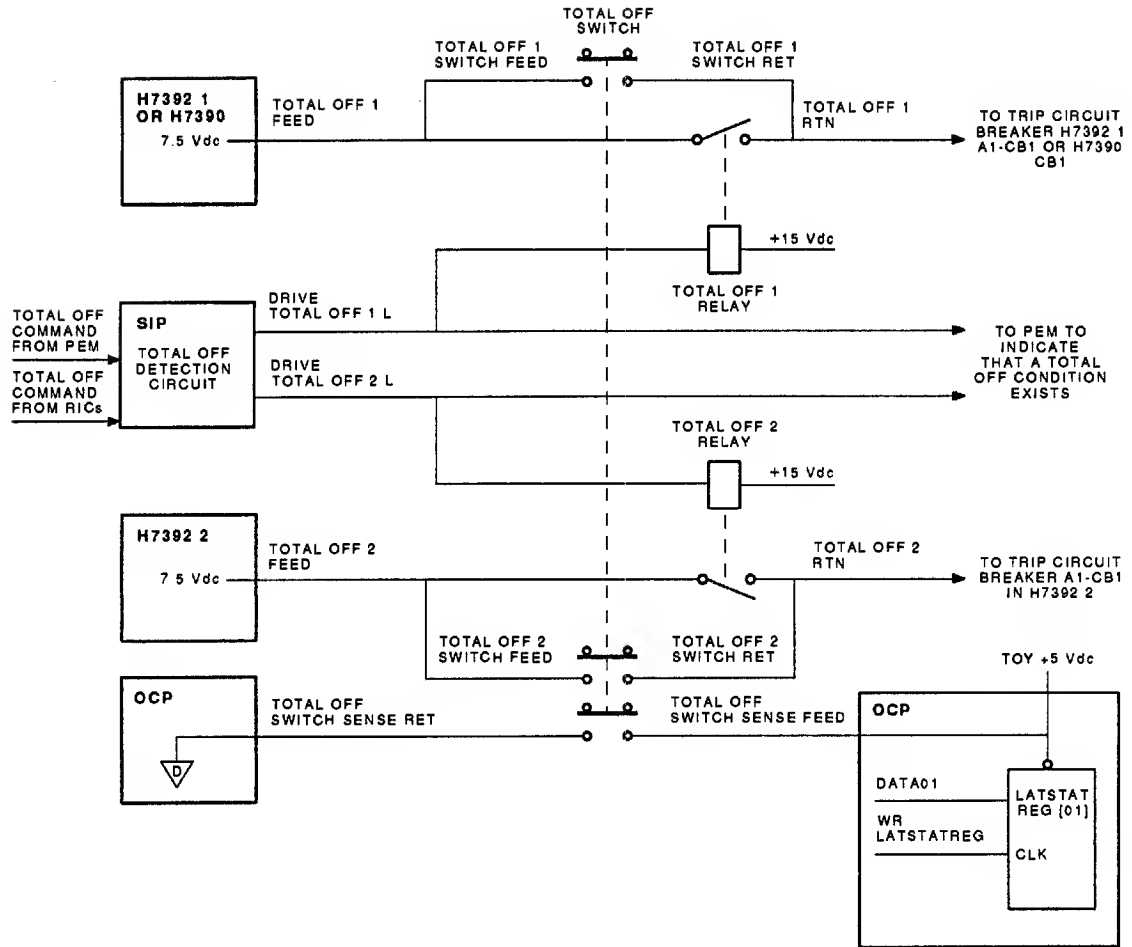 TOTAL OFF
SWITCH
TOTAL OFF 1
SWITCH FEED
TOTAL OFF 1
SWITCH RET
H7392 1
OR H7390
7.5 Vdc
TOTAL OFF 1
FEED
TOTAL OFF 1
RTN
TO TRIP CIRCUIT
BREAKER H7392 1
A1-CB1 OR H7390
CB1
+15 Vdc
TOTAL OFF 1
RELAY
TOTAL OFF
COMMAND
FROM PEM
TOTAL OFF
COMMAND
FROM RICs
SIP
TOTAL OFF
DETECTION
CIRCUIT
DRIVE
TOTAL OFF 1 L
DRIVE
TOTAL OFF 2 L
TO PEM TO
INDICATE
THAT A TOTAL
OFF CONDITION
EXISTS
TOTAL OFF 2
RELAY
+15 Vdc
H7392 2
7 5 Vdc
TOTAL OFF 2
FEED
TOTAL OFF 2
RTN
TO TRIP CIRCUIT
BREAKER A1-CB1
IN H7392 2
TOTAL OFF 2
SWITCH FEED
TOTAL OFF 2
SWITCH RET
OCP
D
TOTAL OFF
SWITCH SENSE RET
TOTAL OFF
SWITCH SENSE FEED
TOY +5 Vdc
OCP
DATA01
WR
LATSTATREG
LATSTAT
REG [01]
CLK